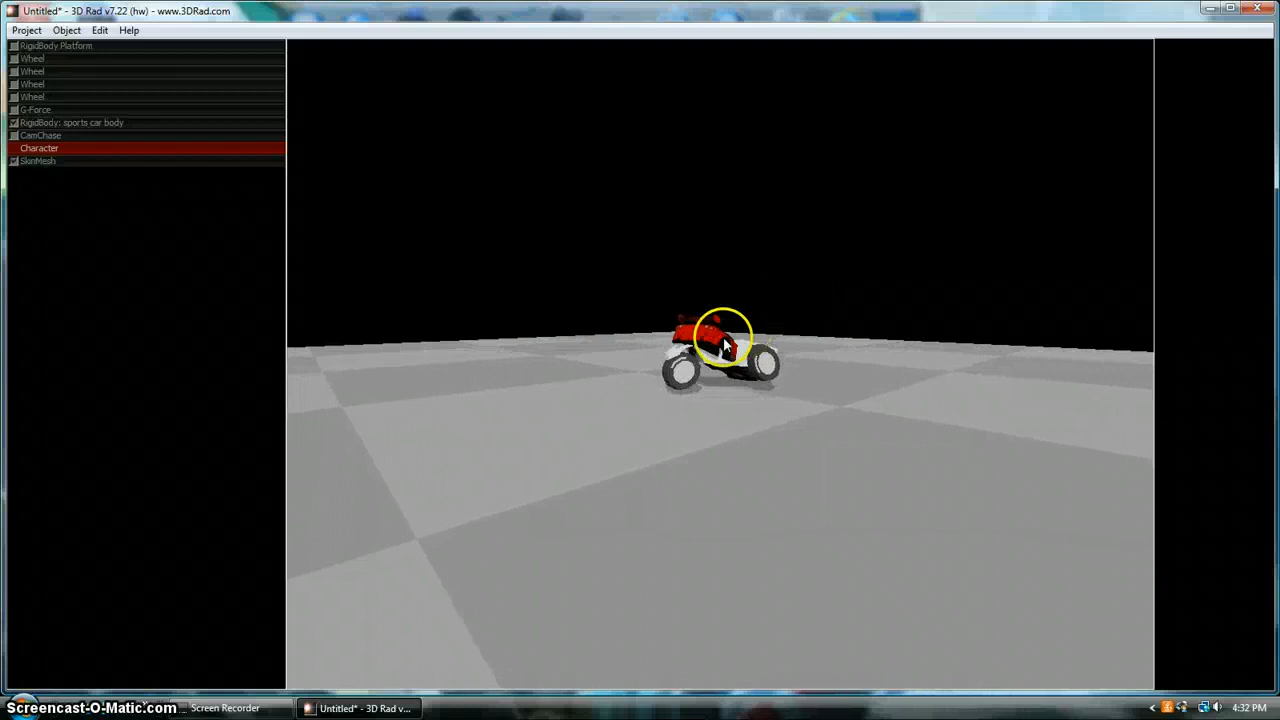 Untitled* - 3D Rad v7.22 (hw) - www.3DRad.com
Project Object Edit Help
RigidBody Platform
Wheel
Wheel
Wheel
Wheel
G-Force
RigidBody: sports car body
CamChase
Character
SkinMesh
Screencast-O-Matic.com Screen Recorder Untitled* - 3D Rad v... 4:32 PM